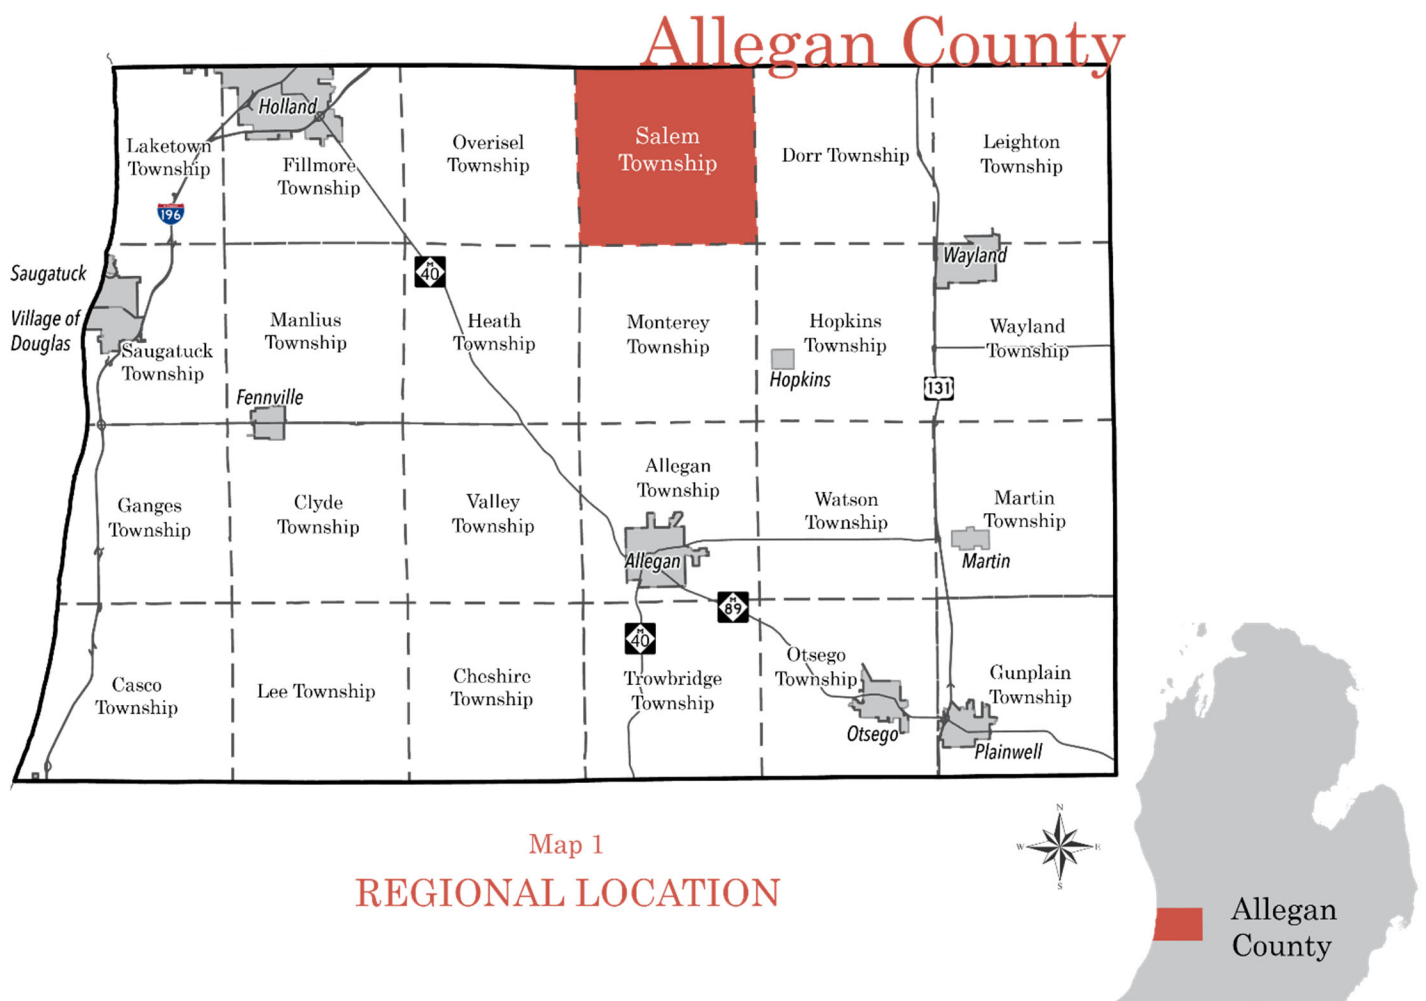 Allegan County
Holland
Laketown
Township
Fillmore
Township
Overisel
Township
Salem
Township
Dorr Township
Leighton
Township
196
M
40
Saugatuck
Village of
Douglas
Saugatuck
Township
Manlius
Township
Heath
Township
Monterey
Township
Hopkins
Township
Hopkins
Wayland
Wayland
Township
131
Fennville
Ganges
Township
Clyde
Township
Valley
Township
Allegan
Township
Allegan
Watson
Township
Martin
Township
Martin
M
89
M
40
Casco
Township
Lee Township
Cheshire
Township
Trowbridge
Township
Otsego
Township
Otsego
Gunplain
Township
Plainwell
Map 1
REGIONAL LOCATION
N
W
E
S
Allegan
County